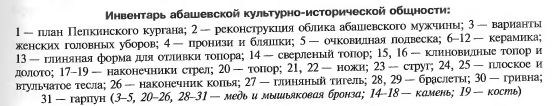 Инвентарь абашевской культурно-исторической общности:
1 — план Пепкинского кургана; 2 — реконструкция облика абашевского мужчины; 3 — варианты
женских головных уборов; 4 — пронизи и бляшки; 5 — очковидная подвеска; 6–12 — керамика;
13 — глиняная форма для отливки топора; 14 — сверленый топор; 15, 16 — клиновидные топор и
долото; 17–19 — наконечники стрел; 20 — топор; 21, 22 — ножи; 23 — струг; 24, 25 — плоское и
втульчатое тесла; 26 — наконечник копья; 27 — глиняный тигель; 28, 29 — браслеты; 30 — гривна;
31 — гарпун (3–5, 20–26, 28–31 — медь и мышьяковая бронза; 14–18 — камень; 19 — кость)